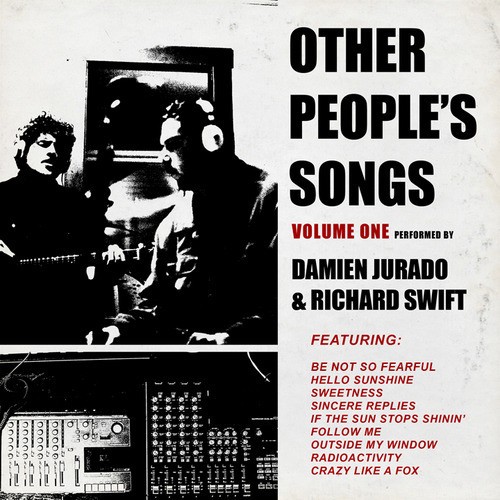 OTHER
PEOPLE'S
SONGS
VOLUME ONE PERFORMED BY
DAMIEN JURADO
& RICHARD SWIFT
FEATURING:
BE NOT SO FEARFUL
HELLO SUNSHINE
SWEETNESS
SINCERE REPLIES
IF THE SUN STOPS SHININ'
FOLLOW ME
OUTSIDE MY WINDOW
RADIOACTIVITY
CRAZY LIKE A FOX